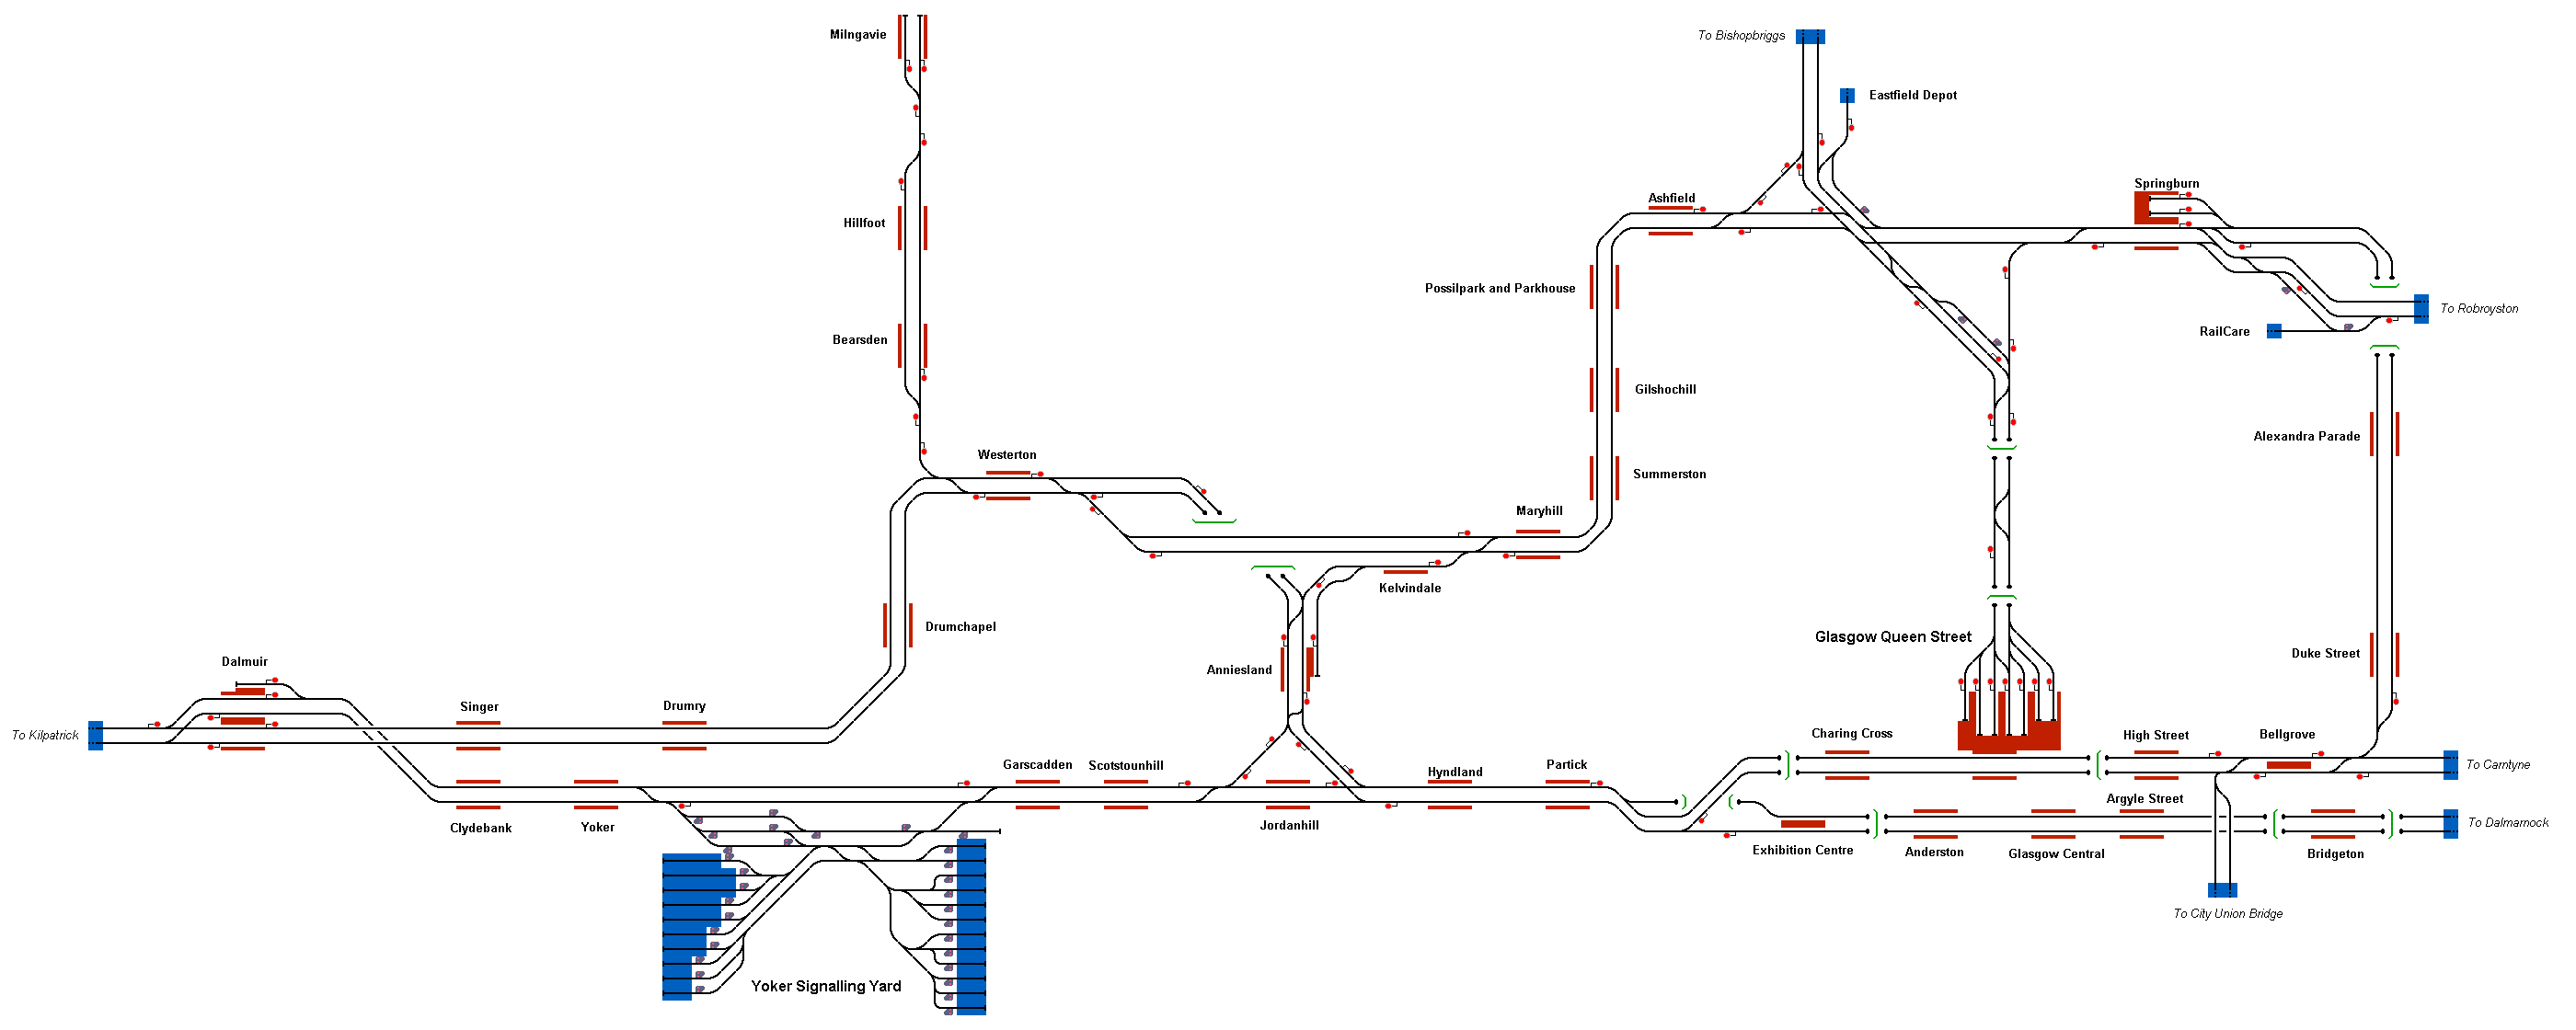 Milngavie
To Bishopbriggs
Eastfield Depot
Springburn
Ashfield
Hillfoot
Possilpark and Parkhouse
To Robroyston
RailCare
Bearsden
Gilshochill
Alexandra Parade
Westerton
Summerston
Maryhill
Kelvindale
Drumchapel
Glasgow Queen Street
Duke Street
Dalmuir
Anniesland
Singer
Drumry
To Kilpatrick
Charing Cross
High Street
Bellgrove
Garscadden
Scotstounhill
Hyndland
Partick
To Carntyne
Argyle Street
Clydebank
Yoker
Jordanhill
To Dalmarnock
Exhibition Centre
Anderston
Glasgow Central
Bridgeton
To City Union Bridge
Yoker Signalling Yard